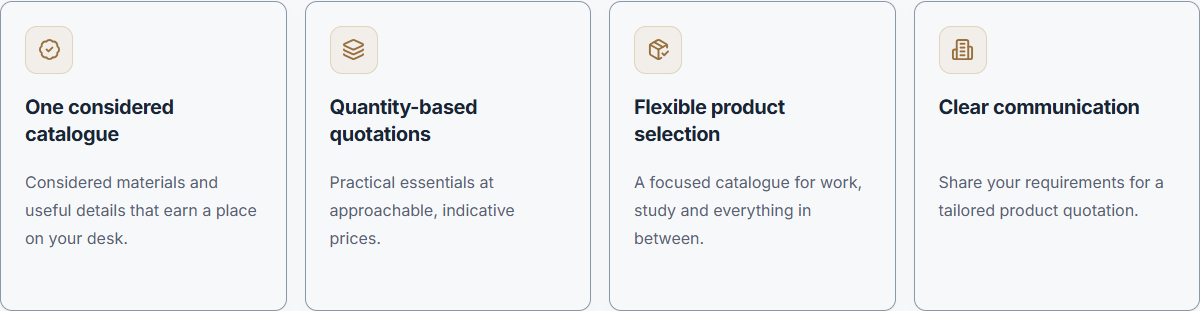 One considered
catalogue
Considered materials and
useful details that earn a place
on your desk.
Quantity-based
quotations
Practical essentials at
approachable, indicative
prices.
Flexible product
selection
A focused catalogue for work,
study and everything in
between.
Clear communication
Share your requirements for a
tailored product quotation.